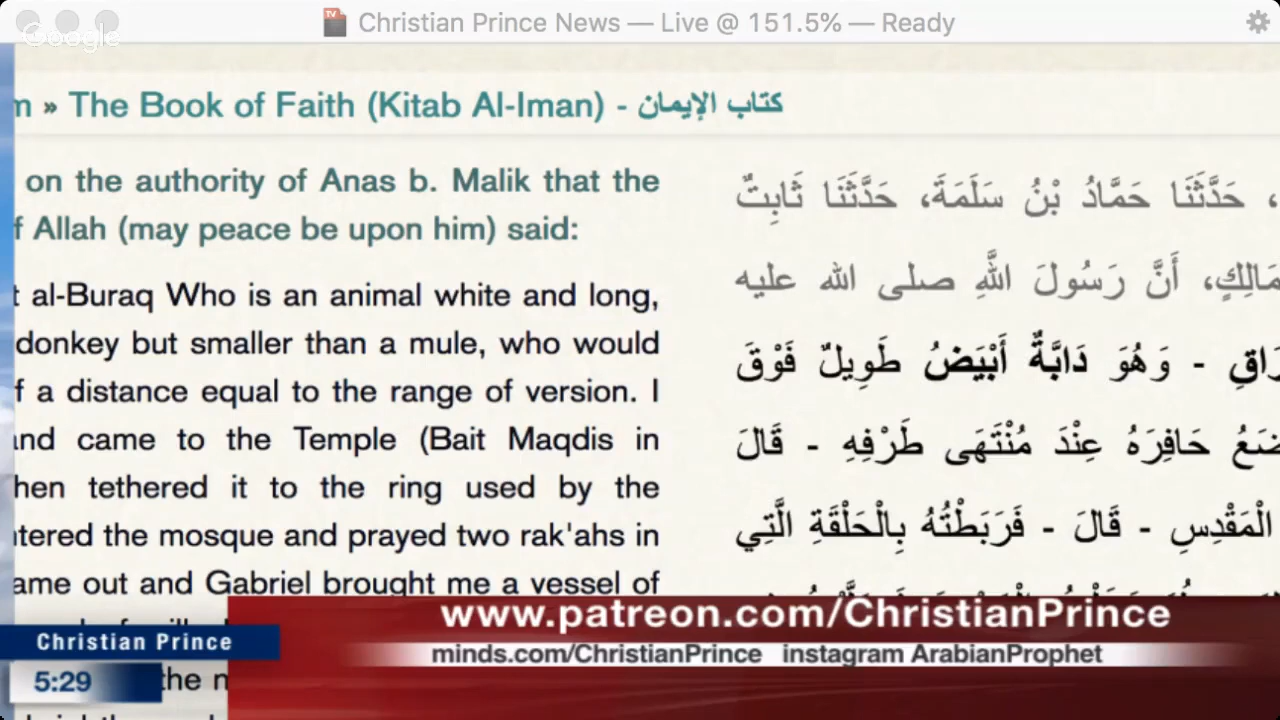 Christian Prince News — Live @ 151.5% — Ready
Google
» The Book of Faith (Kitab Al-Iman) - كتاب الإيمان
on the authority of Anas b. Malik that the
Allah (may peace be upon him) said:
al-Buraq Who is an animal white and long,
donkey but smaller than a mule, who would
a distance equal to the range of version. I
and came to the Temple (Bait Maqdis in
tethered it to the ring used by the
the mosque and prayed two rak'ahs in
out and Gabriel brought me a vessel of
the
، حَدَّثَنَا حَمَّادُ بْنُ سَلَمَةَ، حَدَّثَنَا ثَابِتٌ
مَالِكٍ، أَنَّ رَسُولَ اللَّهِ صلى الله عليه
- وَهُوَ دَابَّةٌ أَبْيَضُ طَوِيلٌ فَوْقَ
حَافِرَهُ عِنْدَ مُنْتَهَى طَرْفِهِ - قَالَ
الْمَقْدِسِ - قَالَ - فَرَبَطْتُهُ بِالْحَلْقَةِ الَّتِي
www.patreon.com/ChristianPrince
Christian Prince
minds.com/ChristianPrince instagram ArabianProphet
5:29